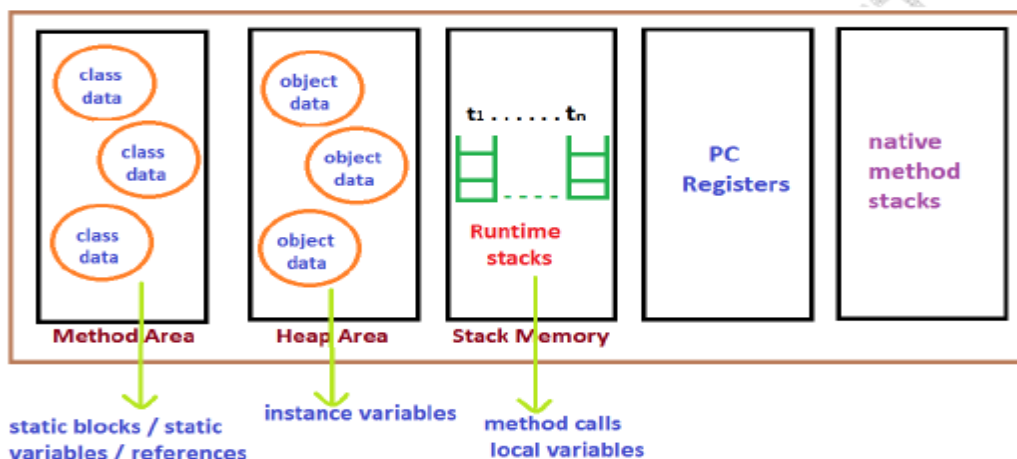 class
data
class
data
class
data
Method Area
object
data
object
data
object
data
Heap Area
t1 . . . . . . tn
Runtime
stacks
Stack Memory
PC
Registers
native
method
stacks
static blocks / static
variables / references
instance variables
method calls
local variables